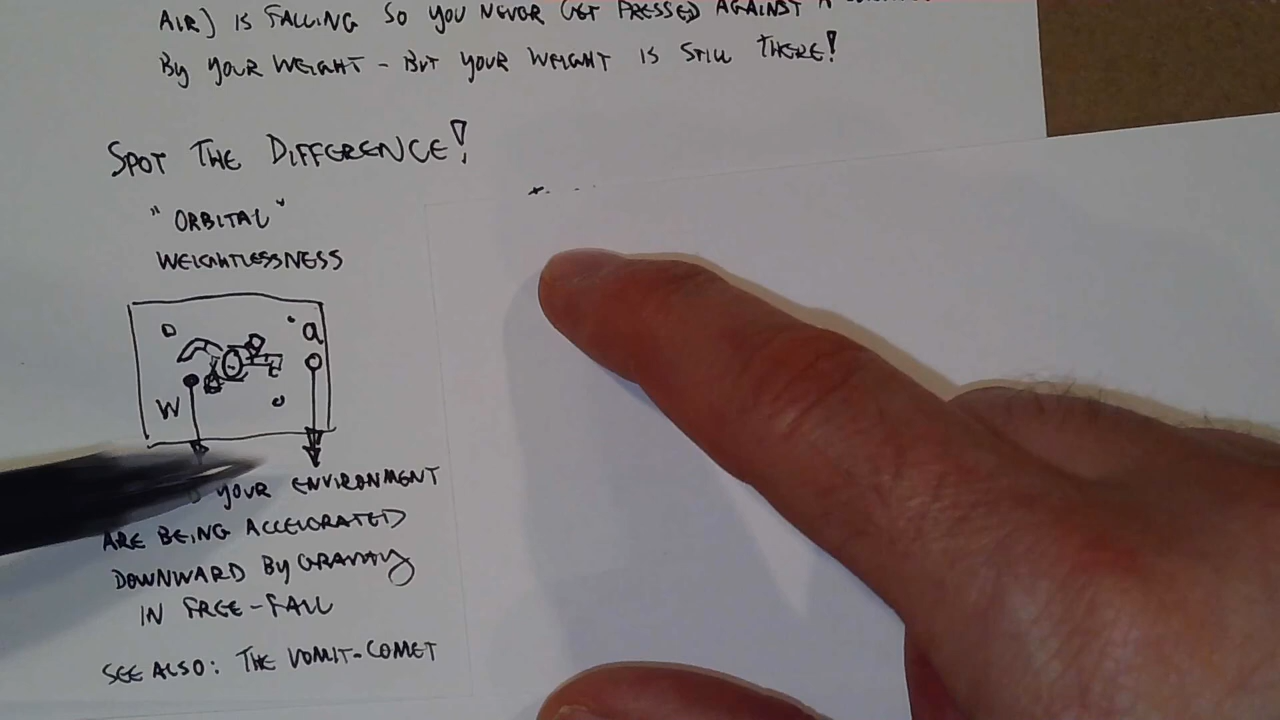 AIR) IS FALLING SO YOU NEVER GET PRESSED AGAINST A
BY YOUR WEIGHT - BUT YOUR WEIGHT IS STILL THERE!
SPOT THE DIFFERENCE!
"ORBITAL"
WEIGHTLESSNESS
a
W
YOUR ENVIRONMENT
ARE BEING ACCELORATED
DOWNWARD BY GRAVITY
IN FREE-FALL
SEE ALSO: THE VOMIT-COMET